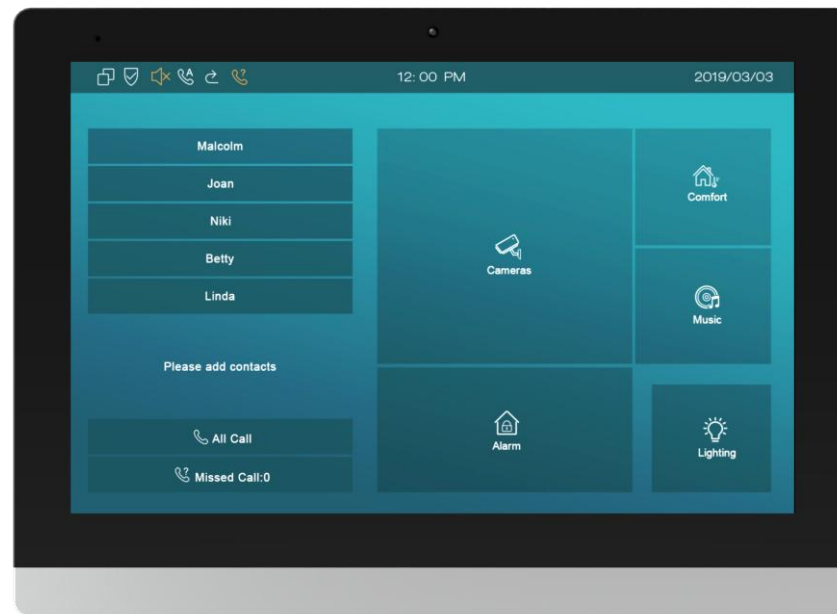 12: 00 PM
2019/03/03
Malcolm
Joan
Niki
Betty
Linda
Please add contacts
All Call
Missed Call:0
Cameras
Alarm
Comfort
Music
Lighting